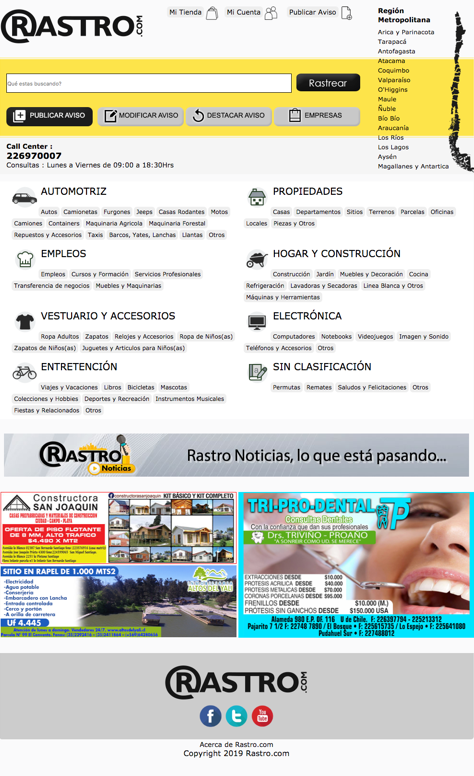 RASTRO.COM
Mi Tienda Mi Cuenta Publicar Aviso
Región
Metropolitana
Arica y Parinacota
Tarapacá
Antofagasta
Atacama
Coquimbo
Valparaíso
O'Higgins
Maule
Ñuble
Bío Bío
Araucanía
Los Ríos
Los Lagos
Aysén
Magallanes y Antartica
Qué estas buscando?
Rastrear
PUBLICAR AVISO MODIFICAR AVISO DESTACAR AVISO EMPRESAS
Call Center :
226970007
Consultas : Lunes a Viernes de 09:00 a 18:30Hrs
AUTOMOTRIZ
Autos Camionetas Furgones Jeeps Casas Rodantes Motos
Camiones Containers Maquinaria Agricola Maquinaria Forestal
Repuestos y Accesorios Taxis Barcos, Yates, Lanchas Llantas Otros
PROPIEDADES
Casas Departamentos Sitios Terrenos Parcelas Oficinas
Locales Piezas y Otros
EMPLEOS
Empleos Cursos y Formación Servicios Profesionales
Transferencia de negocios Muebles y Maquinarias
HOGAR Y CONSTRUCCIÓN
Construcción Jardín Muebles y Decoración Cocina
Refrigeración Lavadoras y Secadoras Linea Blanca y Otros
Máquinas y Herramientas
VESTUARIO Y ACCESORIOS
Ropa Adultos Zapatos Relojes y Accesorios Ropa de Niños(as)
Zapatos de Niños(as) Juguetes y Articulos para Niños(as)
ELECTRÓNICA
Computadores Notebooks Videojuegos Imagen y Sonido
Teléfonos y Accesorios Otros
ENTRETENCIÓN
Viajes y Vacaciones Libros Bicicletas Mascotas
Colecciones y Hobbies Deportes y Recreación Instrumentos Musicales
Fiestas y Relacionados Otros
SIN CLASIFICACIÓN
Permutas Remates Saludos y Felicitaciones Otros
RASTRO
Noticias
Rastro Noticias, lo que está pasando...
Constructora
SAN JOAQUIN
CASAS PREFABRICADAS Y MATERIALES DE CONSTRUCCION
CIUDAD - CAMPO - PLAYA
OFERTA DE PISO FLOTANTE
DE 8 MM, ALTO TRAFICO
$4.490 X MT2
@constructorasanjoaquin KIT BÁSICO Y KIT COMPLETO
SITIO EN RAPEL DE 1.000 MTS2
-Electricidad
-Agua potable
-Conserjería
-Embarcadero con Lancha
-Entrada controlada
-Cerco y porton
-A orilla de carretera
Uf 4.445
ALTOS DEL YALI
TRI-PRO-DENTAL
Consultas Dentales
Con la confianza que dan sus profesionales
Drs. TRIVIÑO - PROAÑO
"A SONREIR COMO UD. SE MERECE"
EXTRACCIONES DESDE $10.000
PROTESIS ACRILICA DESDE $40.000
PROTESIS METALICAS DESDE $70.000
CORONAS PORCELANAS DESDE $95.000
FRENILLOS DESDE $10.000 (M.)
PROTESIS SIN GANCHOS DESDE $150.000 USA
Alameda 980 E.P. Of. 116 U de Chile. F: 226397794 - 225213312
Pajarito 7 1/2 F: 22748 7890 / El Bosque • F: 225615735 / Lo Espejo • F: 225641080
Pudahuel Sur • F: 227488012
RASTRO.COM
You Tube
Acerca de Rastro.com
Copyright 2019 Rastro.com